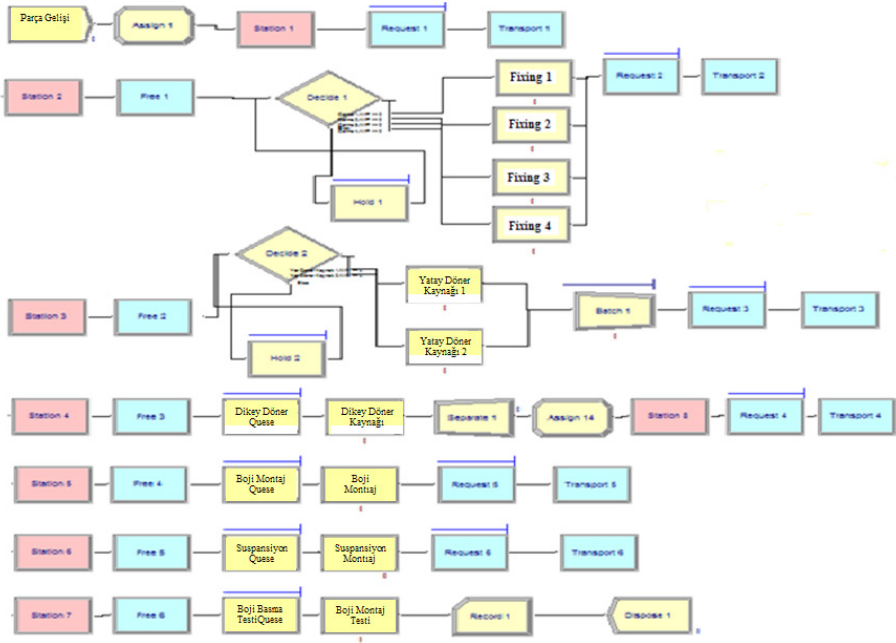 Parça Gelişi
Assign 1
Station 1
Request 1
Transport 1
Station 2
Free 1
Decide 1
Fixing 1
Fixing 2
Fixing 3
Fixing 4
Request 2
Transport 2
Hold 1
Station 3
Free 2
Decide 2
Else
Hold 2
Yatay Döner
Kaynağı 1
Yatay Döner
Kaynağı 2
Batch 1
Request 3
Transport 3
Station 4
Free 3
Dikey Döner
Quese
Dikey Döner
Kaynağı
Separate 1
Assign 14
Station 8
Request 4
Transport 4
Station 5
Free 4
Boji Montaj
Quese
Boji
Montıaj
Request 5
Transport 5
Station 6
Free 5
Suspansiyon
Quese
Suspansiyon
Montıaj
Request 6
Transport 6
Station 7
Free 6
Boji Basma
TestiQuese
Boji Montaj
Testi
Record 1
Dispose 1